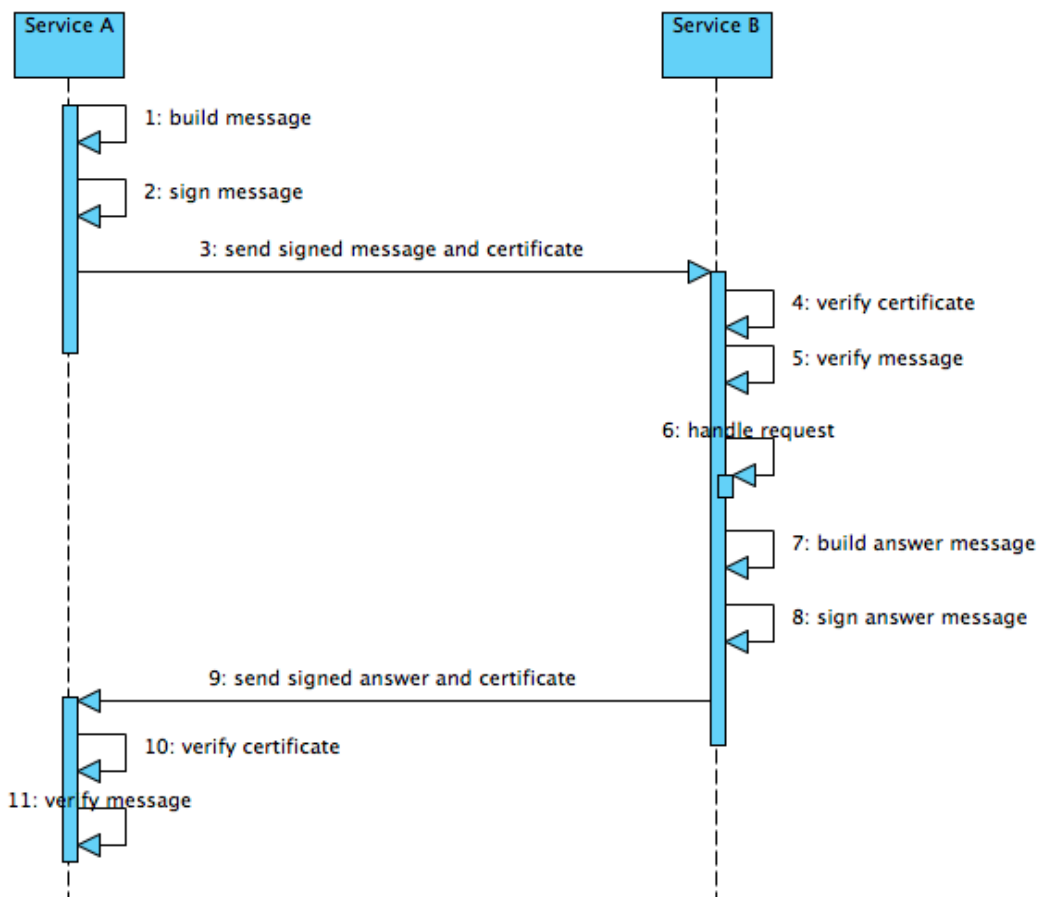 Service A
Service B
1: build message
2: sign message
3: send signed message and certificate
4: verify certificate
5: verify message
6: handle request
7: build answer message
8: sign answer message
9: send signed answer and certificate
10: verify certificate
11: verify message